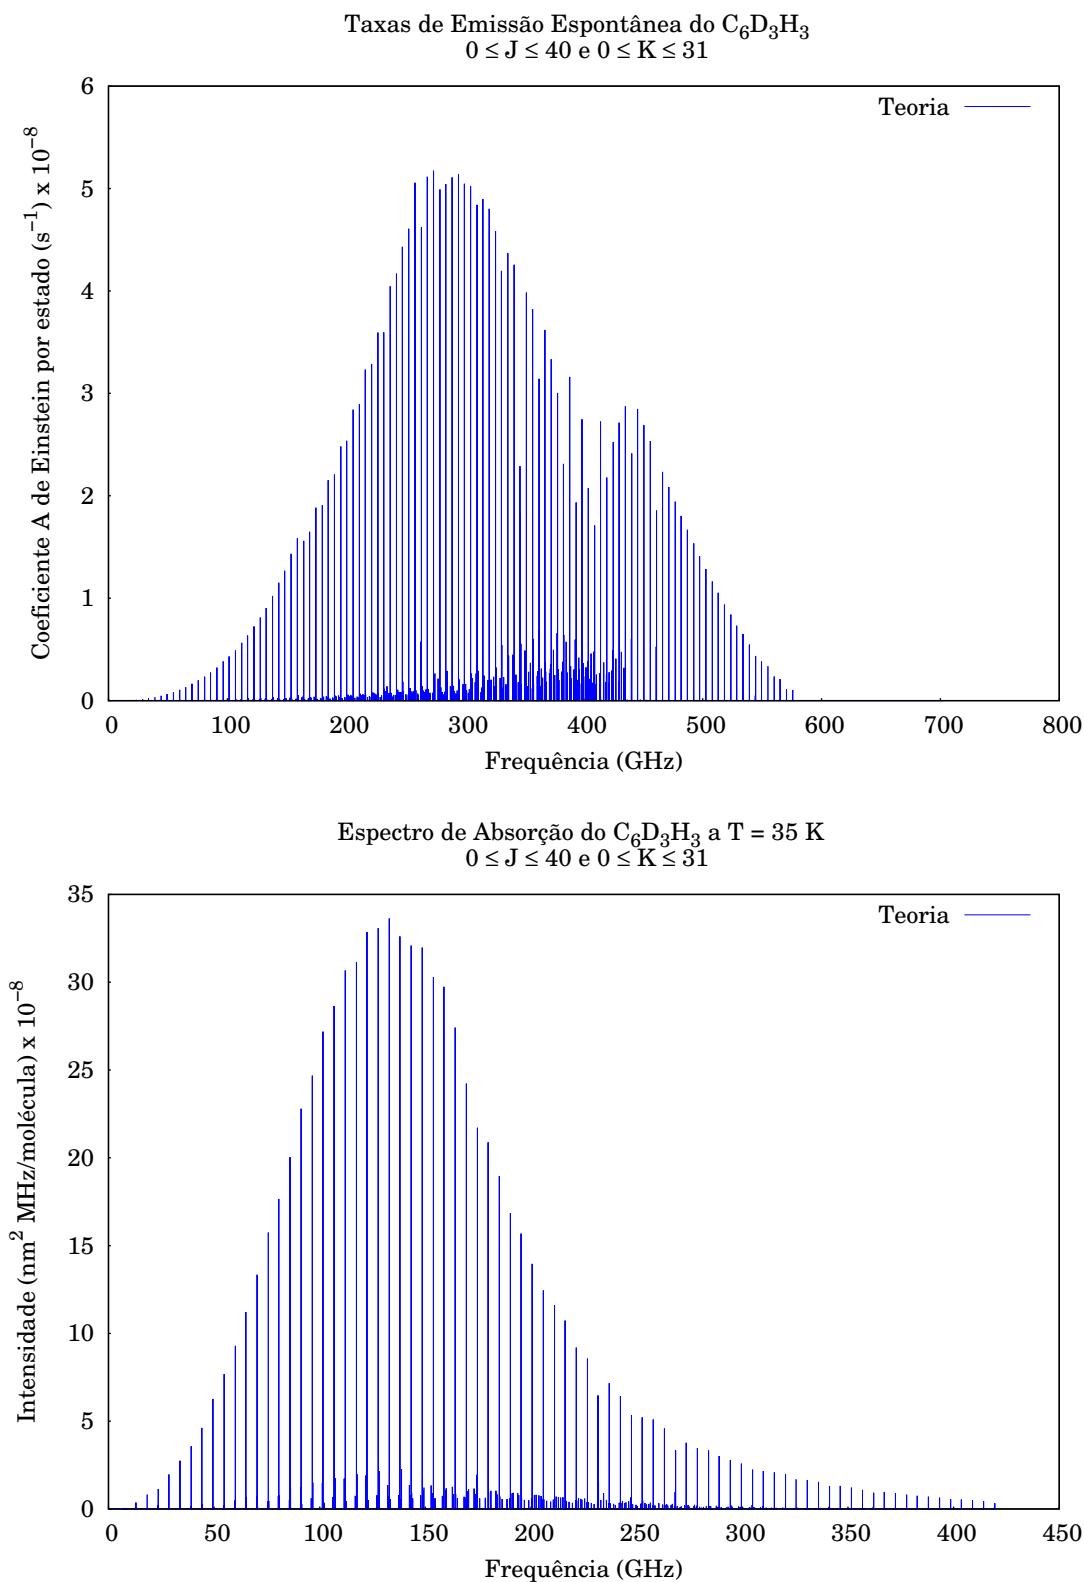 Taxas de Emissão Espontânea do C₆D₃H₃
0 ≤ J ≤ 40 e 0 ≤ K ≤ 31
6
5
4
3
2
1
0
Coeficiente A de Einstein por estado (s⁻¹) x 10⁻⁸
Teoria
0 100 200 300 400 500 600 700 800
Frequência (GHz)
Espectro de Absorção do C₆D₃H₃ a T = 35 K
0 ≤ J ≤ 40 e 0 ≤ K ≤ 31
35
30
25
20
15
10
5
0
Intensidade (nm² MHz/molécula) x 10⁻⁸
Teoria
0 50 100 150 200 250 300 350 400 450
Frequência (GHz)